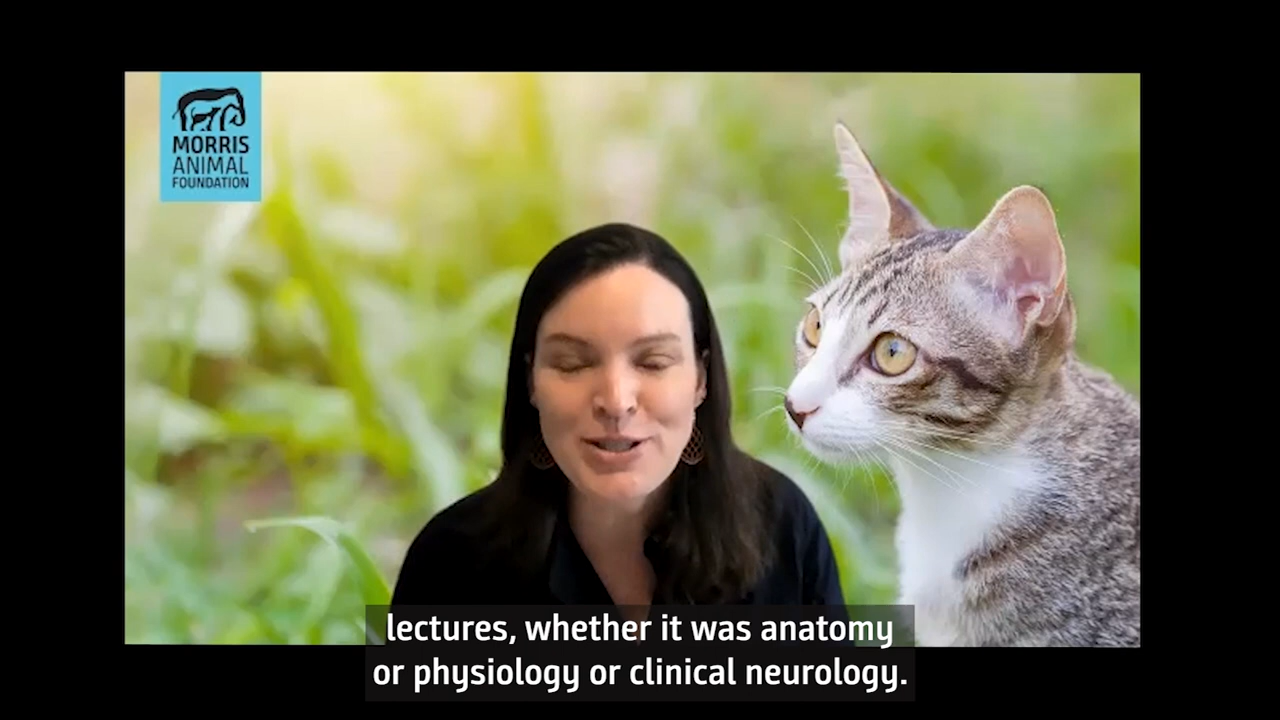 MORRIS
ANIMAL
FOUNDATION
lectures, whether it was anatomy
or physiology or clinical neurology.